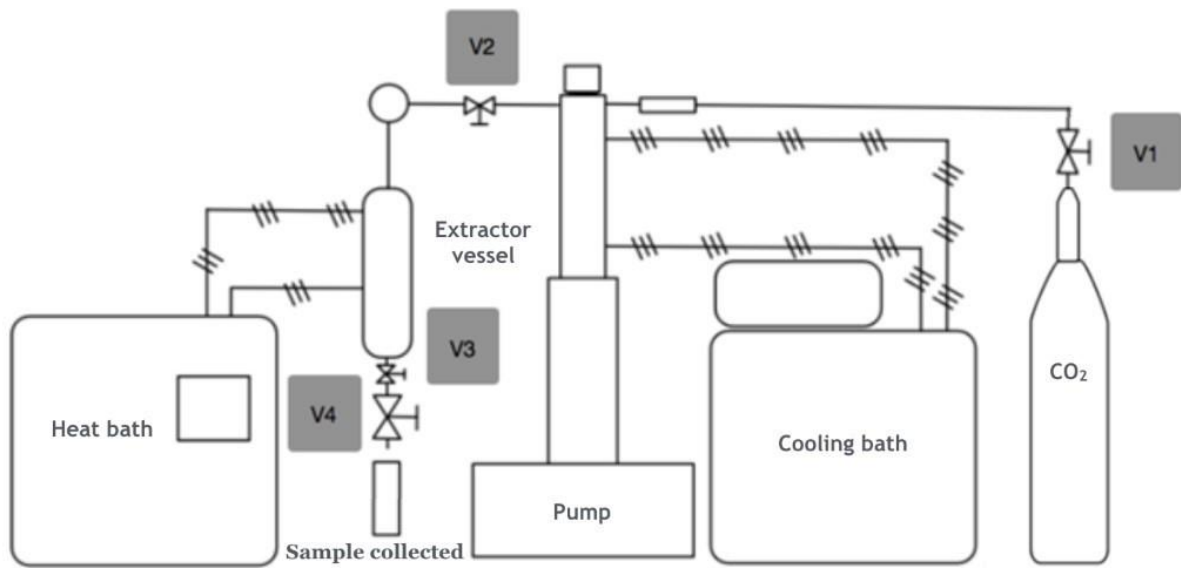 V2
V1
Extractor
vessel
V3
CO₂
V4
Heat bath
Cooling bath
Pump
Sample collected